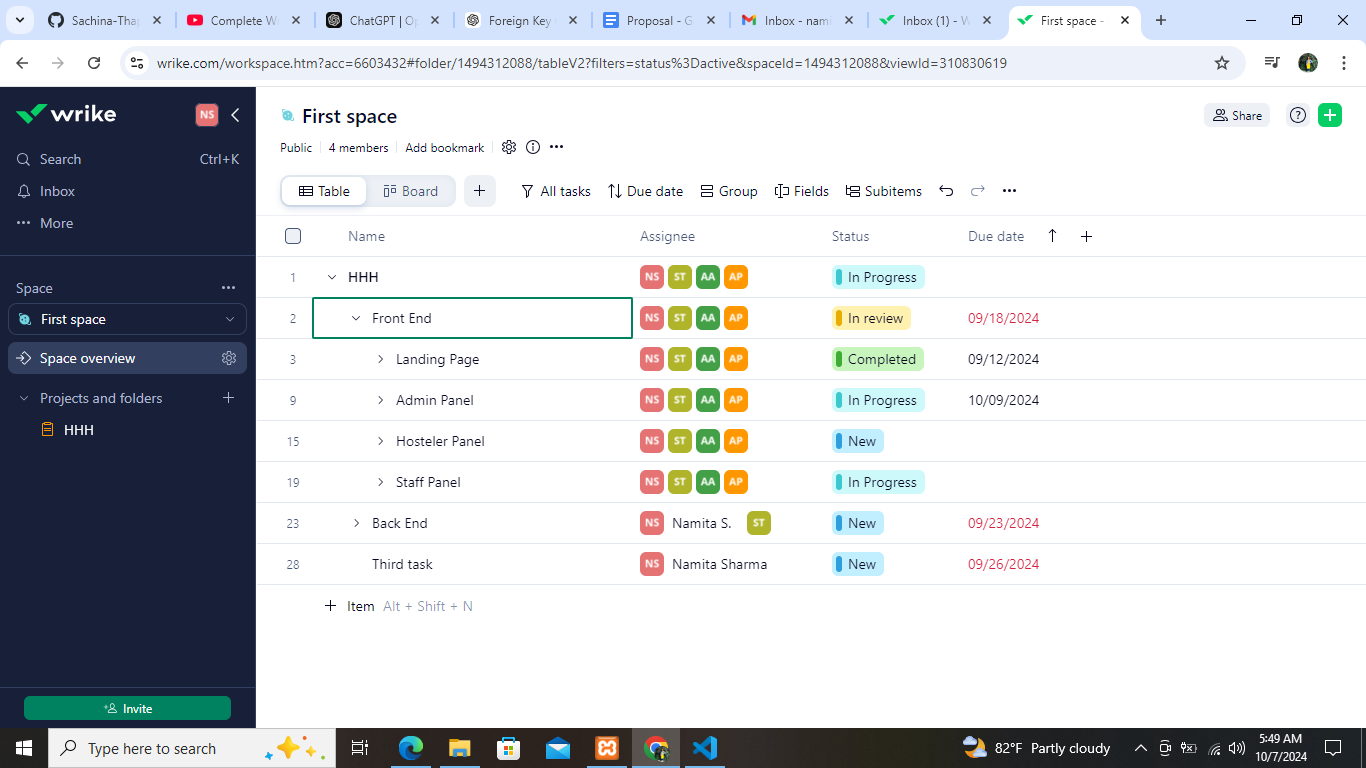 Sachina-Tha
Complete W
ChatGPT | O
Foreign Key
Proposal - G
Inbox - nam
Inbox (1) - W
First space -
wrike.com/workspace.htm?acc=6603432#folder/1494312088/tableV2?filters=status%3Dactive&spaceId=1494312088&viewId=310830619
wrike
NS
Search Ctrl+K
Inbox
More
Space
First space
Space overview
Projects and folders
HHH
Invite
First space
Share
Public 4 members Add bookmark
Table Board All tasks Due date Group Fields Subitems
Name Assignee Status Due date
1 HHH NS ST AA AP In Progress
2 Front End NS ST AA AP In review 09/18/2024
3 Landing Page NS ST AA AP Completed 09/12/2024
9 Admin Panel NS ST AA AP In Progress 10/09/2024
15 Hosteler Panel NS ST AA AP New
19 Staff Panel NS ST AA AP In Progress
23 Back End NS Namita S. ST New 09/23/2024
28 Third task NS Namita Sharma New 09/26/2024
Item Alt + Shift + N
Type here to search
82°F Partly cloudy
5:49 AM
10/7/2024